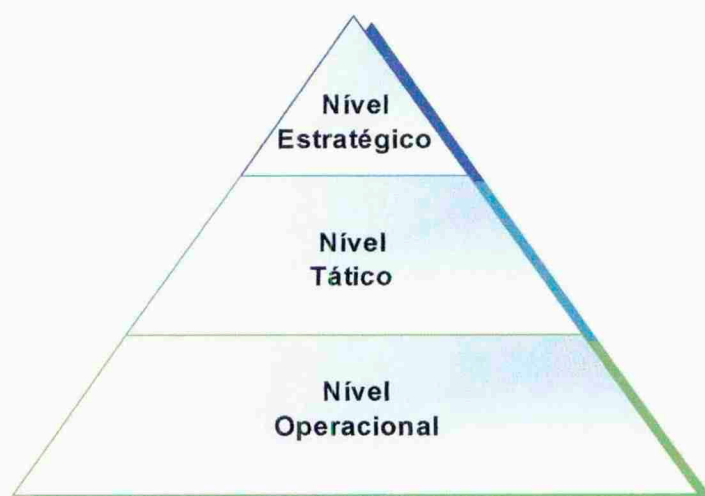 Nível
Estratégico
Nível
Tático
Nível
Operacional